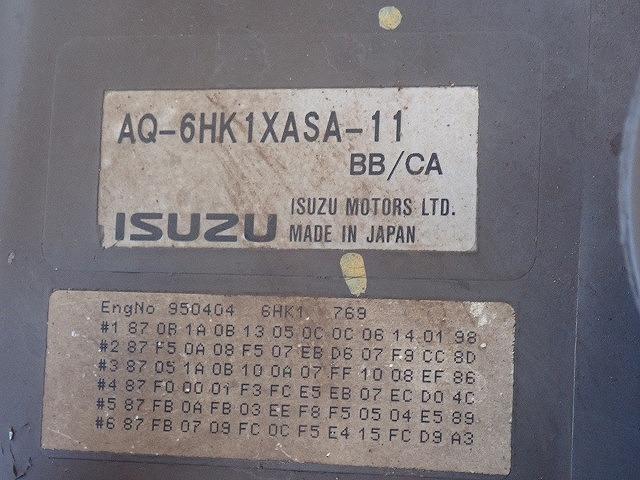 AQ-6HK1XASA-11
BB/CA
ISUZU
ISUZU MOTORS LTD.
MADE IN JAPAN
EngNo 950404 6HK1 769
#1 87 0B 1A 0B 13 05 0C 0C 06 14 01 98
#2 87 F5 0A 08 F5 07 EB D6 07 F9 CC 8D
#3 87 05 1A 0B 10 0A 07 FF 10 08 EF 86
#4 87 F0 00 01 F3 FC E5 EB 07 EC D0 4C
#5 87 FB 0A FB 03 EE F8 F5 05 04 E5 89
#6 87 FB 07 09 FC 0C F5 E4 15 FC D9 A3